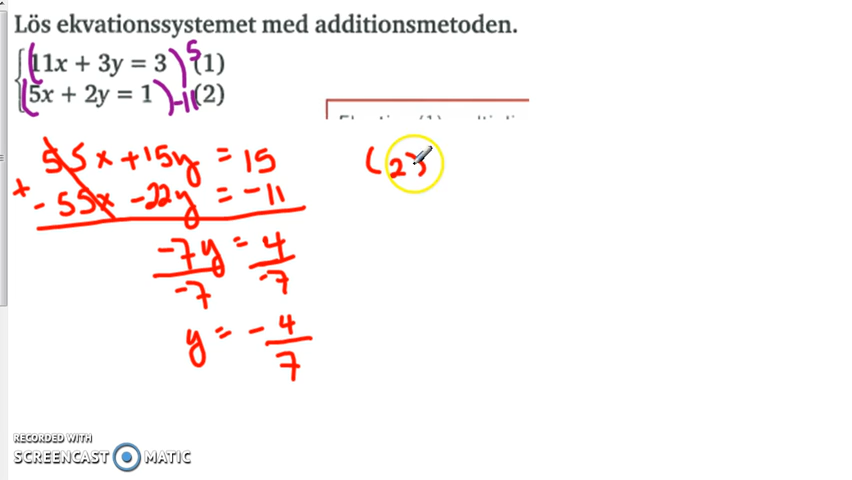 Lös ekvationssystemet med additionsmetoden.
(11x + 3y = 3)5 (1)
(5x + 2y = 1)-11 (2)
55x + 15y = 15
+ -55x - 22y = -11
-7y = 4
-7 -7
y = - 4
7
(2)
RECORDED WITH
SCREENCAST MATIC